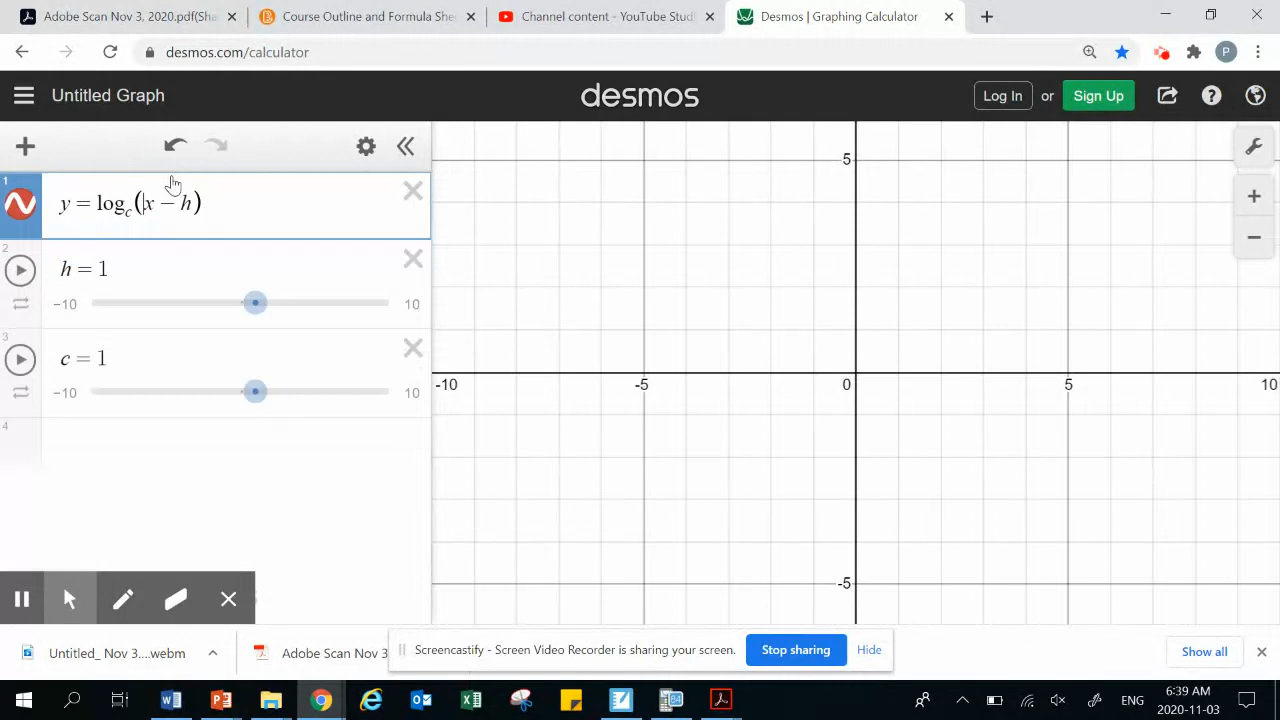 Adobe Scan Nov 3, 2020.pdf(Sha
Course Outline and Formula She
Channel content - YouTube Studi
Desmos | Graphing Calculator
desmos.com/calculator
P
Untitled Graph
desmos
Log In
or
Sign Up
1
y = log_c(x − h)
2
h = 1
-10
10
3
c = 1
-10
10
4
5
-10
-5
0
5
10
-5
Untitled_ Nov 3....webm
Adobe Scan Nov 3
Screencastify - Screen Video Recorder is sharing your screen.
Stop sharing
Hide
Show all
ENG
6:39 AM
2020-11-03